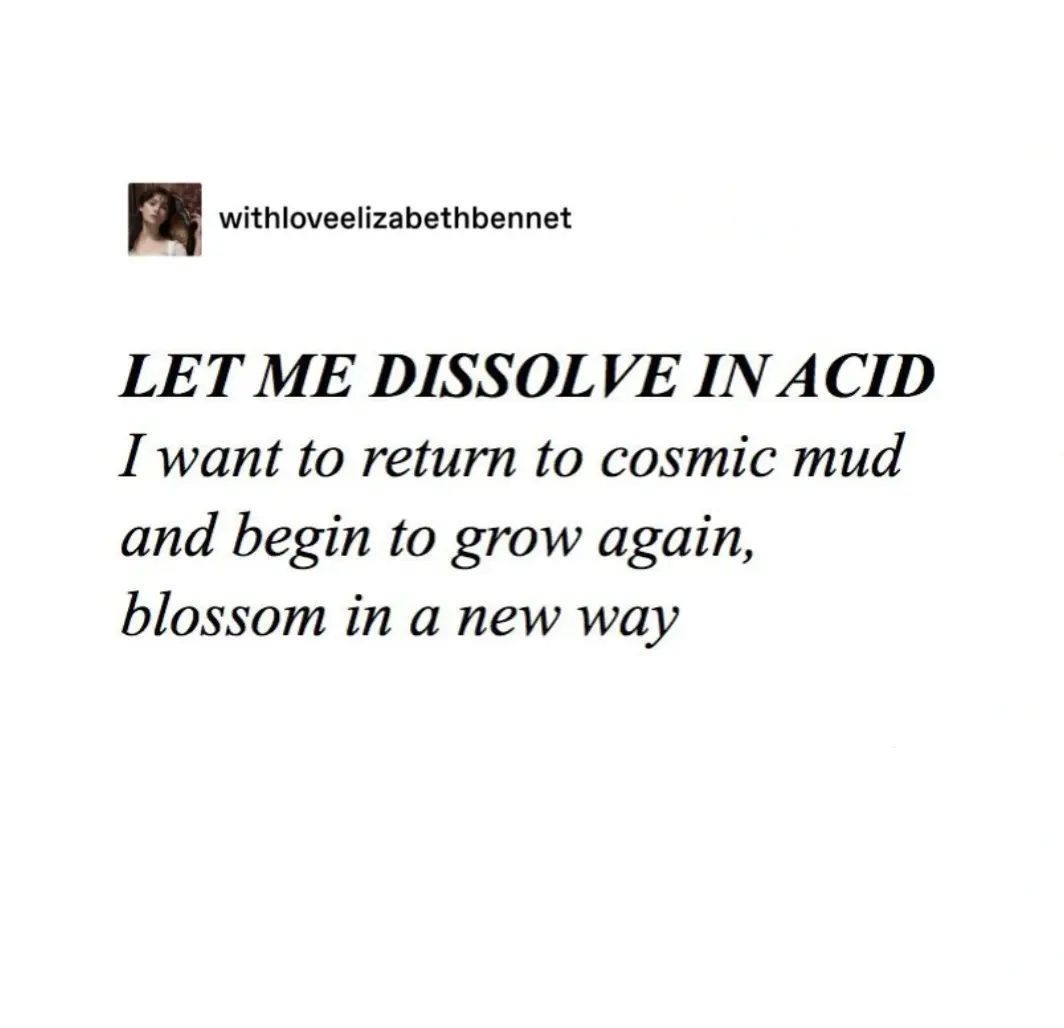 withloveelizabethbennet
LET ME DISSOLVE IN ACID
I want to return to cosmic mud
and begin to grow again,
blossom in a new way